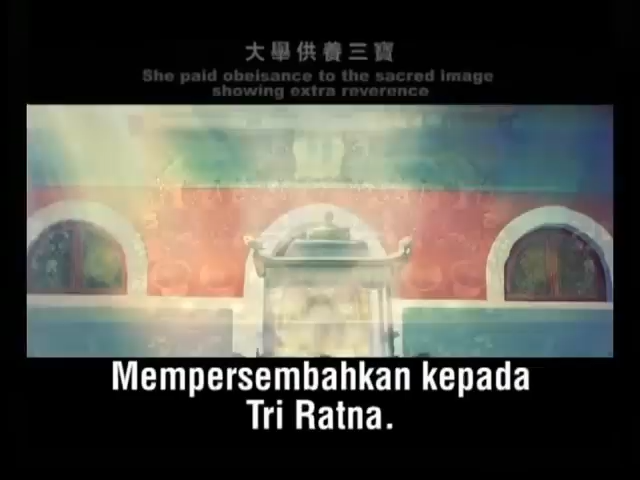 大學供養三寶
She paid obeisance to the sacred image
showing extra reverence
Mempersembahkan kepada
Tri Ratna.